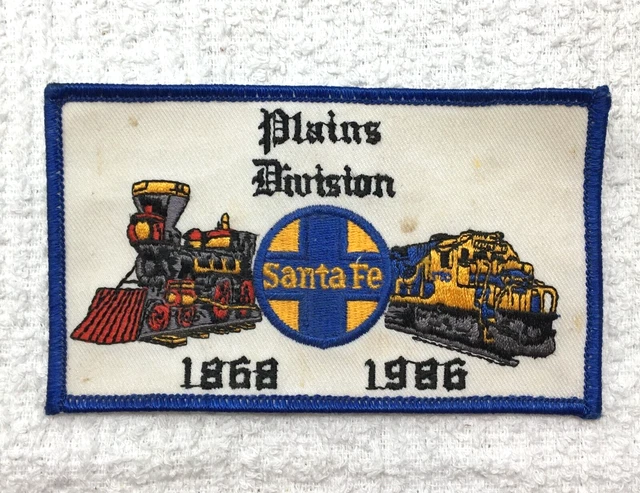 Plains
Division
Santa Fe
1868 1986